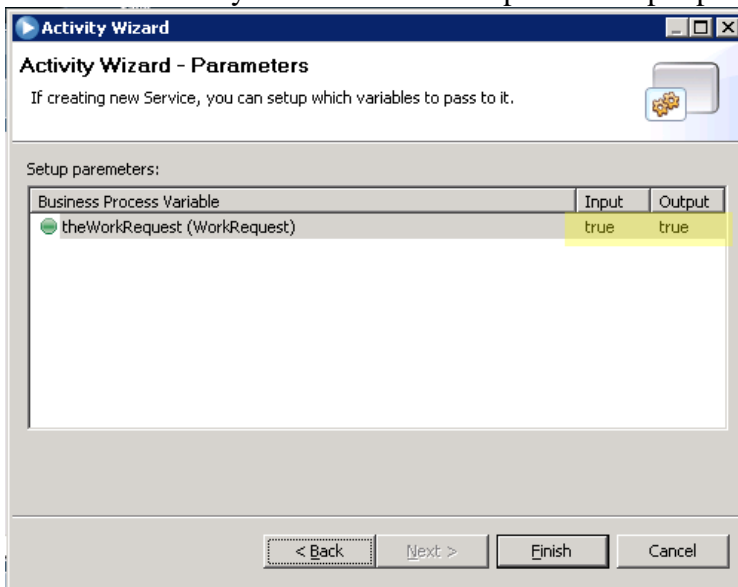 Activity Wizard
Activity Wizard - Parameters
If creating new Service, you can setup which variables to pass to it.
Setup paremeters:
Business Process Variable Input Output
theWorkRequest (WorkRequest) true true
< Back Next > Finish Cancel